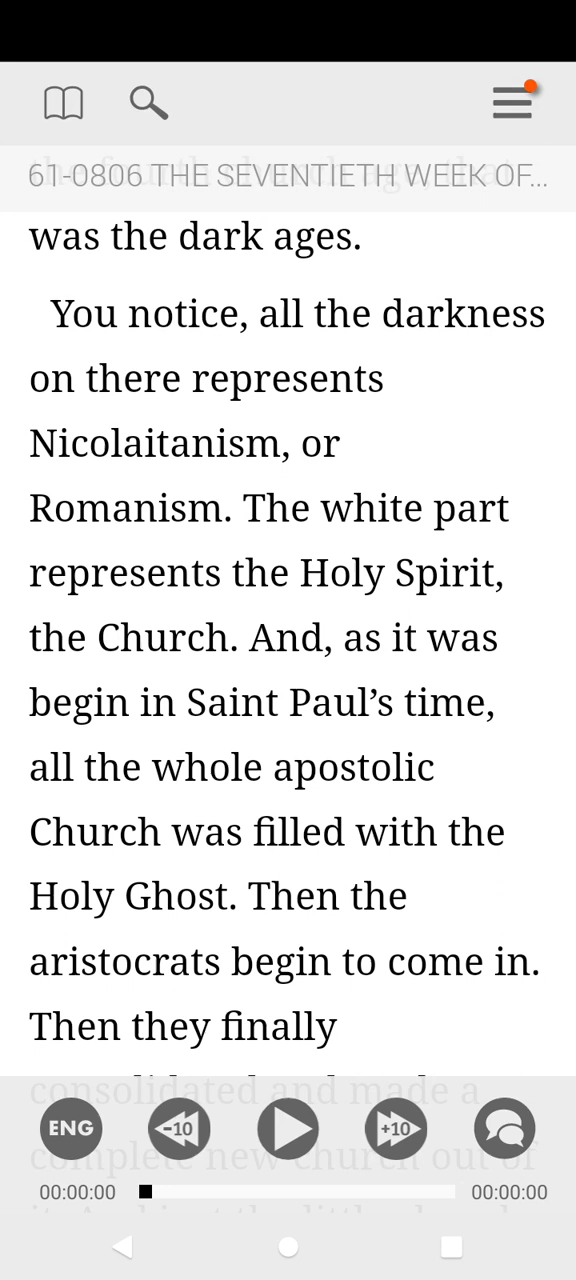 61-0806 THE SEVENTIETH WEEK OF...
was the dark ages.
You notice, all the darkness
on there represents
Nicolaitanism, or
Romanism. The white part
represents the Holy Spirit,
the Church. And, as it was
begin in Saint Paul’s time,
all the whole apostolic
Church was filled with the
Holy Ghost. Then the
aristocrats begin to come in.
Then they finally
consolidated and made a
complete new church out of
ENG
-10
+10
00:00:00
00:00:00